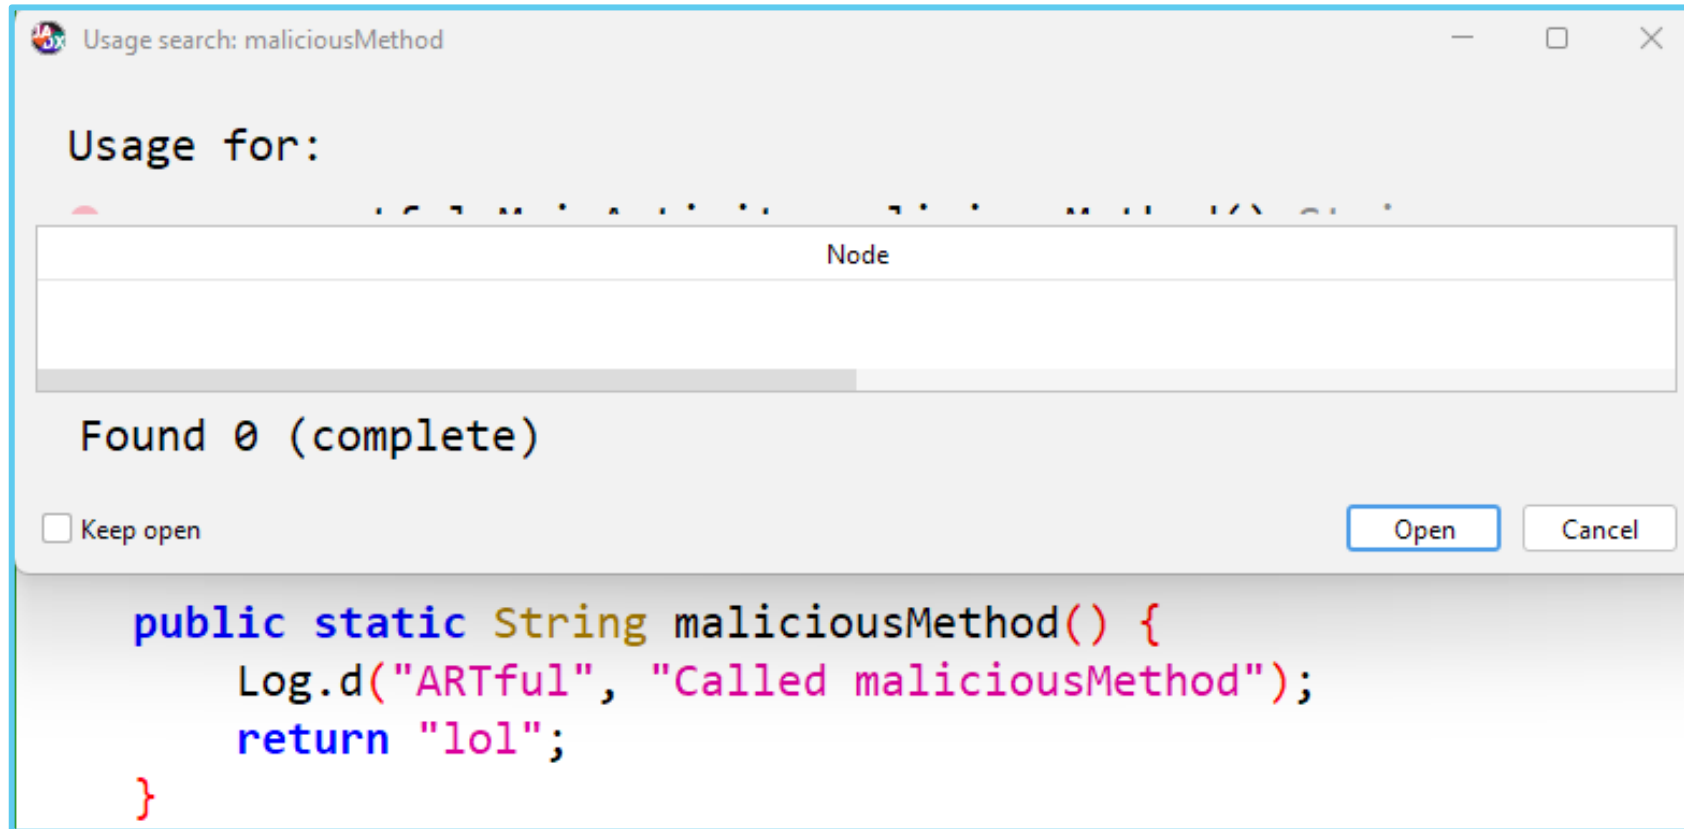 Usage search: maliciousMethod
Usage for:
Node
Found 0 (complete)
Keep open
Open Cancel
public static String maliciousMethod() {
Log.d("ARTful", "Called maliciousMethod");
return "lol";
}